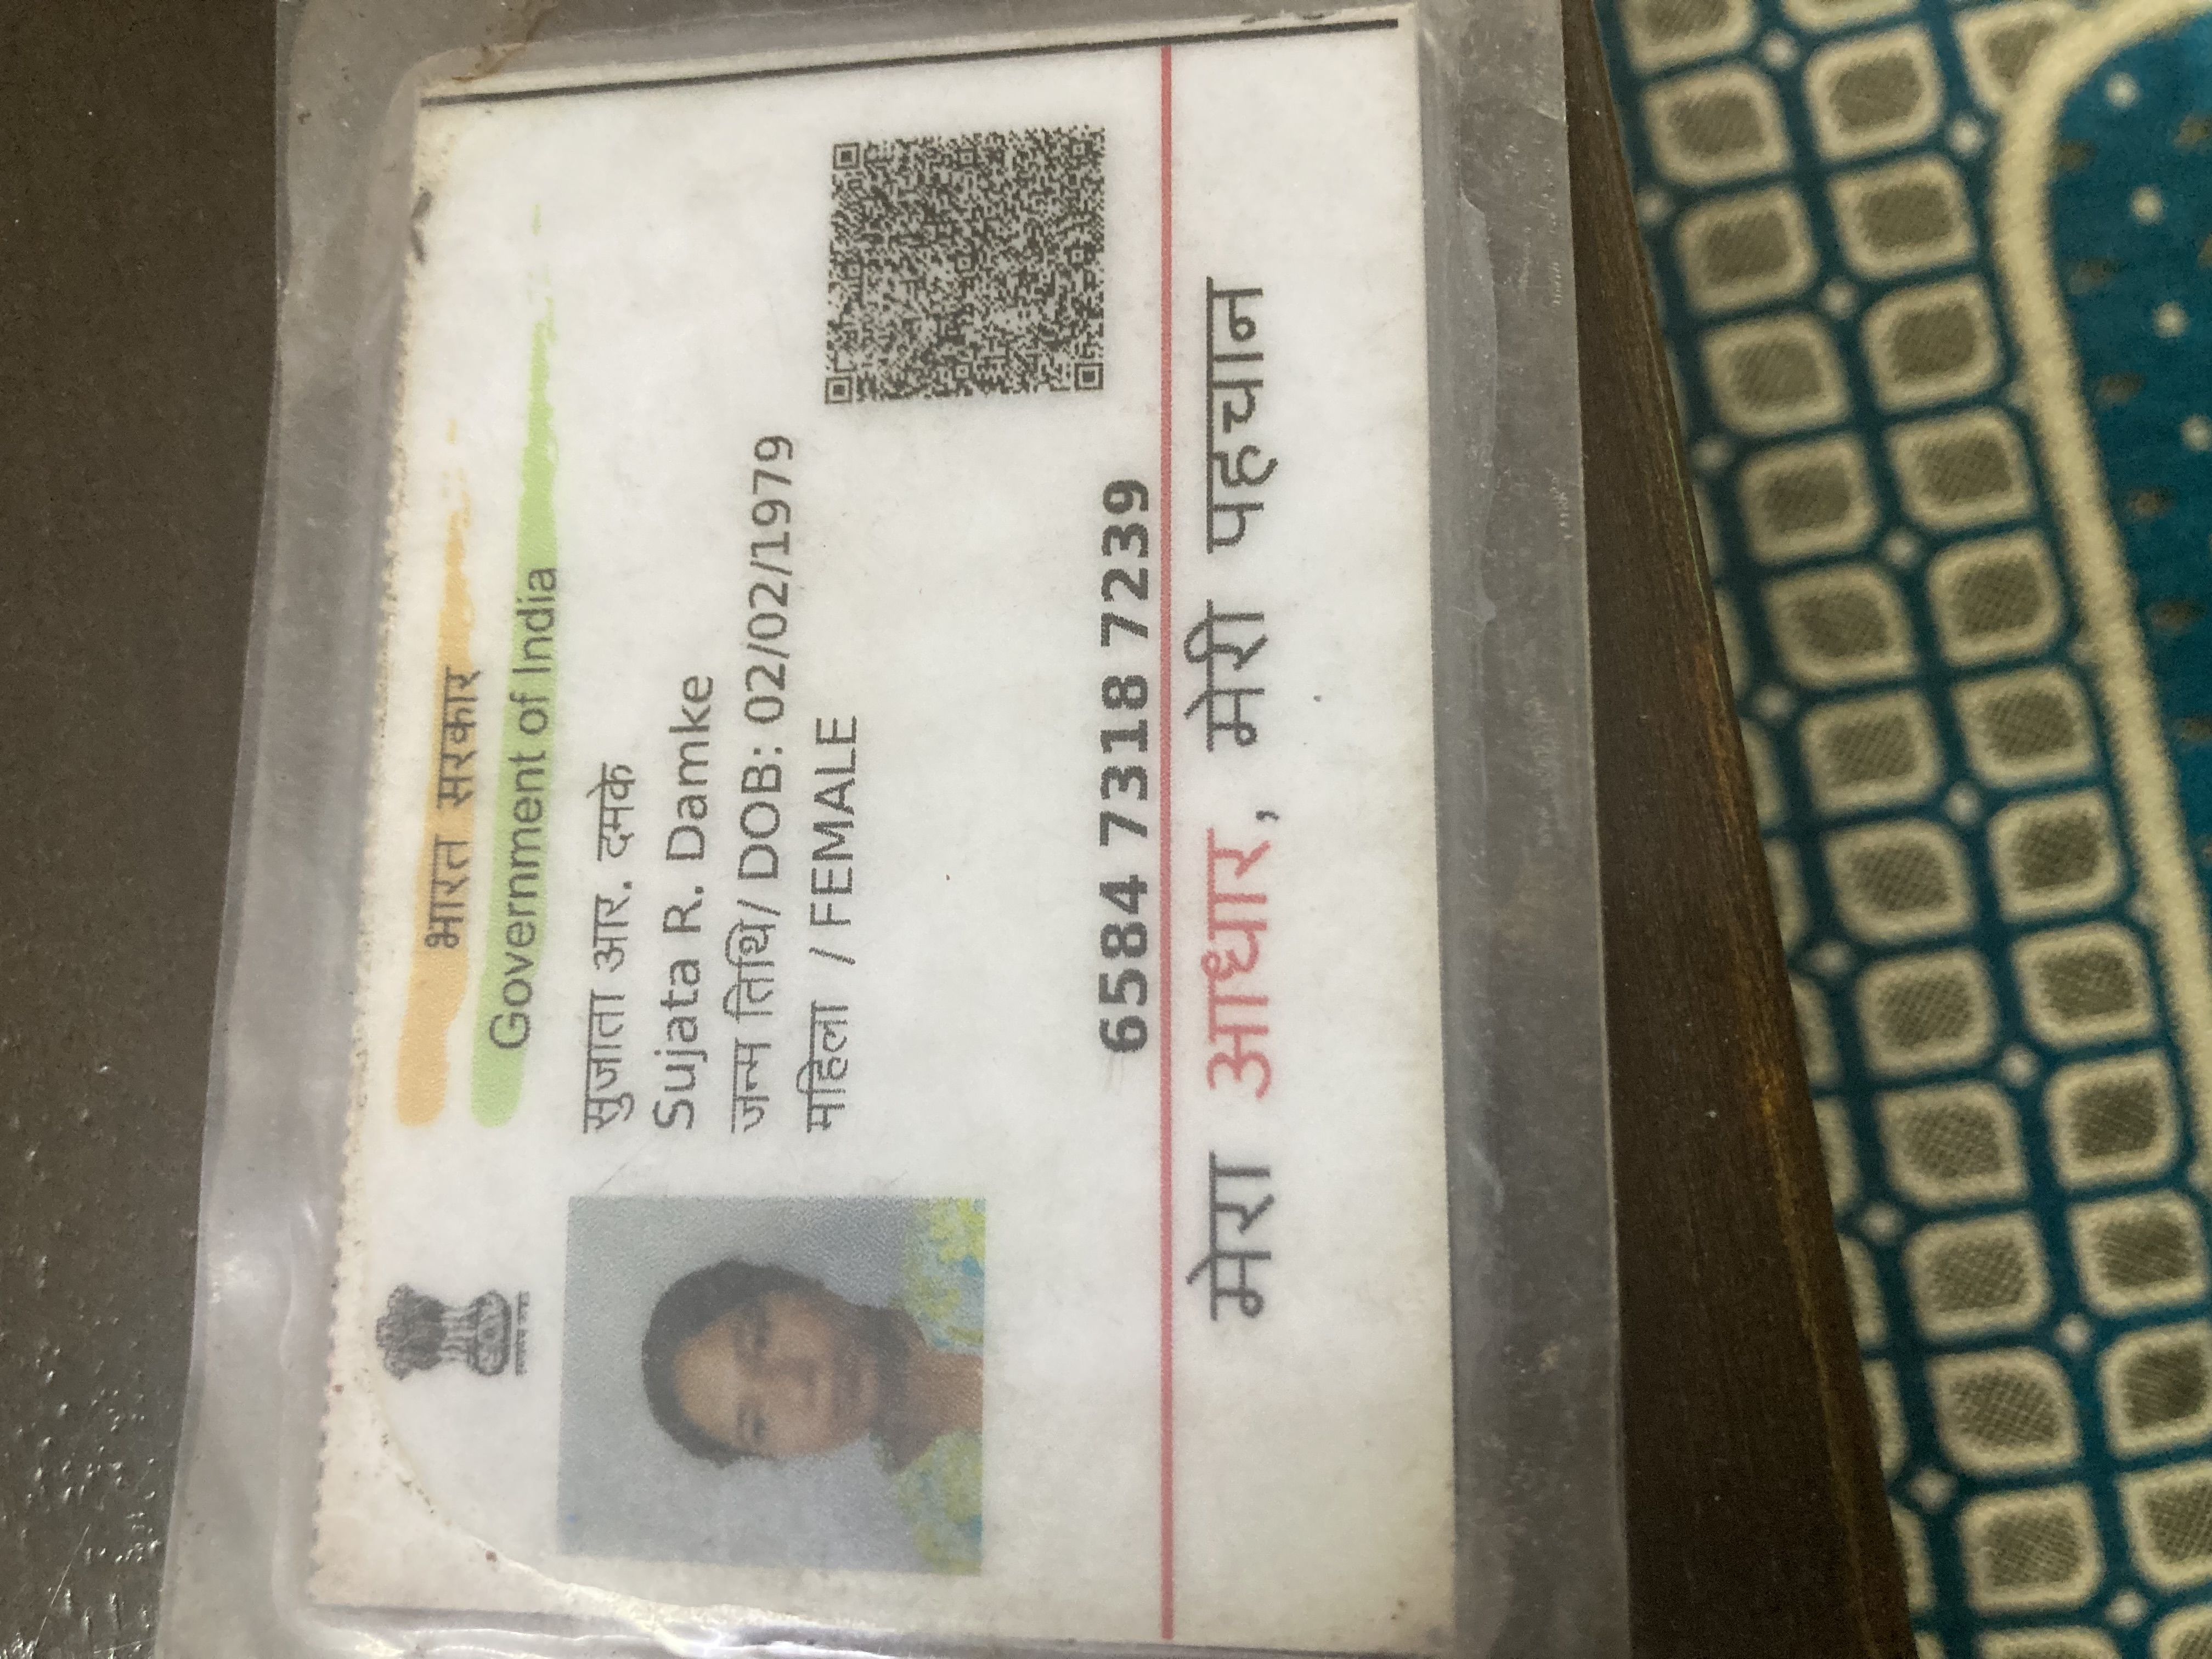 भारत सरकार
Government of India
सुजाता आर. दमके
Sujata R. Damke
जन्म तिथि/ DOB: 02/02/1979
महिला / FEMALE
6584 7318 7239
मेरा आधार, मेरी पहचान